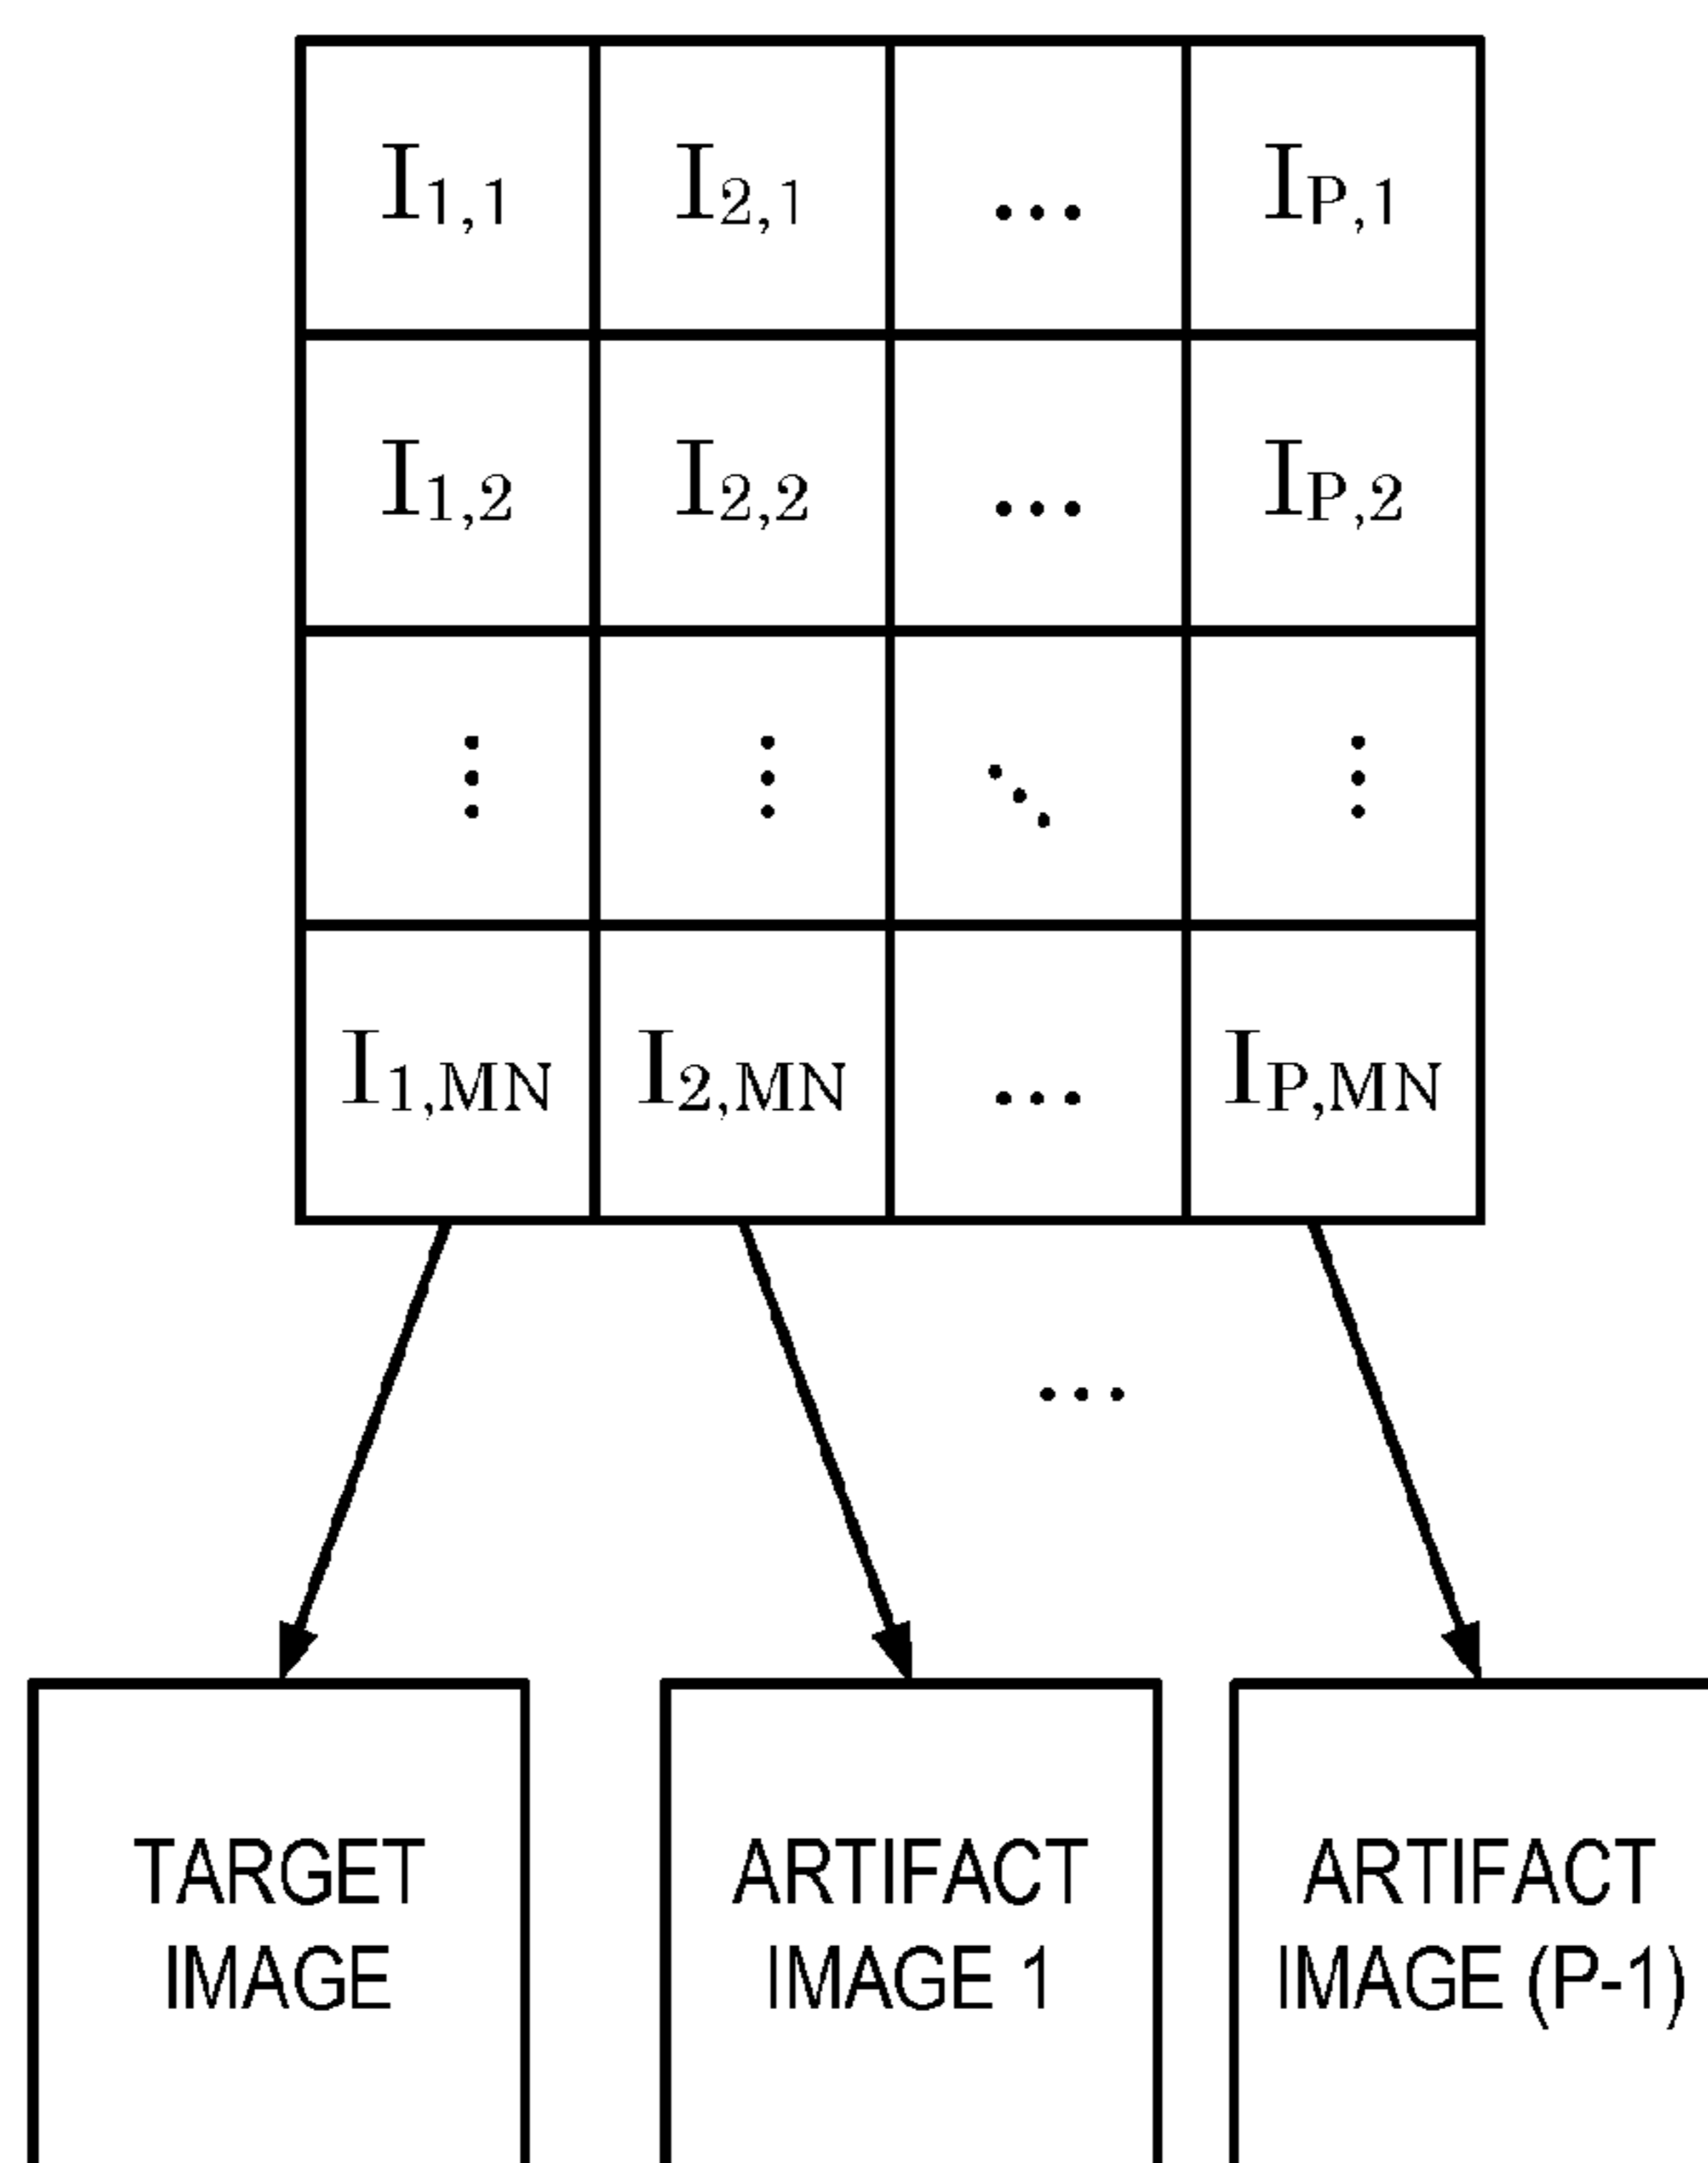 I1,1 I2,1 ... IP,1
I1,2 I2,2 ... IP,2
⋮ ⋮ ⋱ ⋮
I1,MN I2,MN ... IP,MN
...
TARGET ARTIFACT ARTIFACT
IMAGE IMAGE 1 IMAGE (P-1)